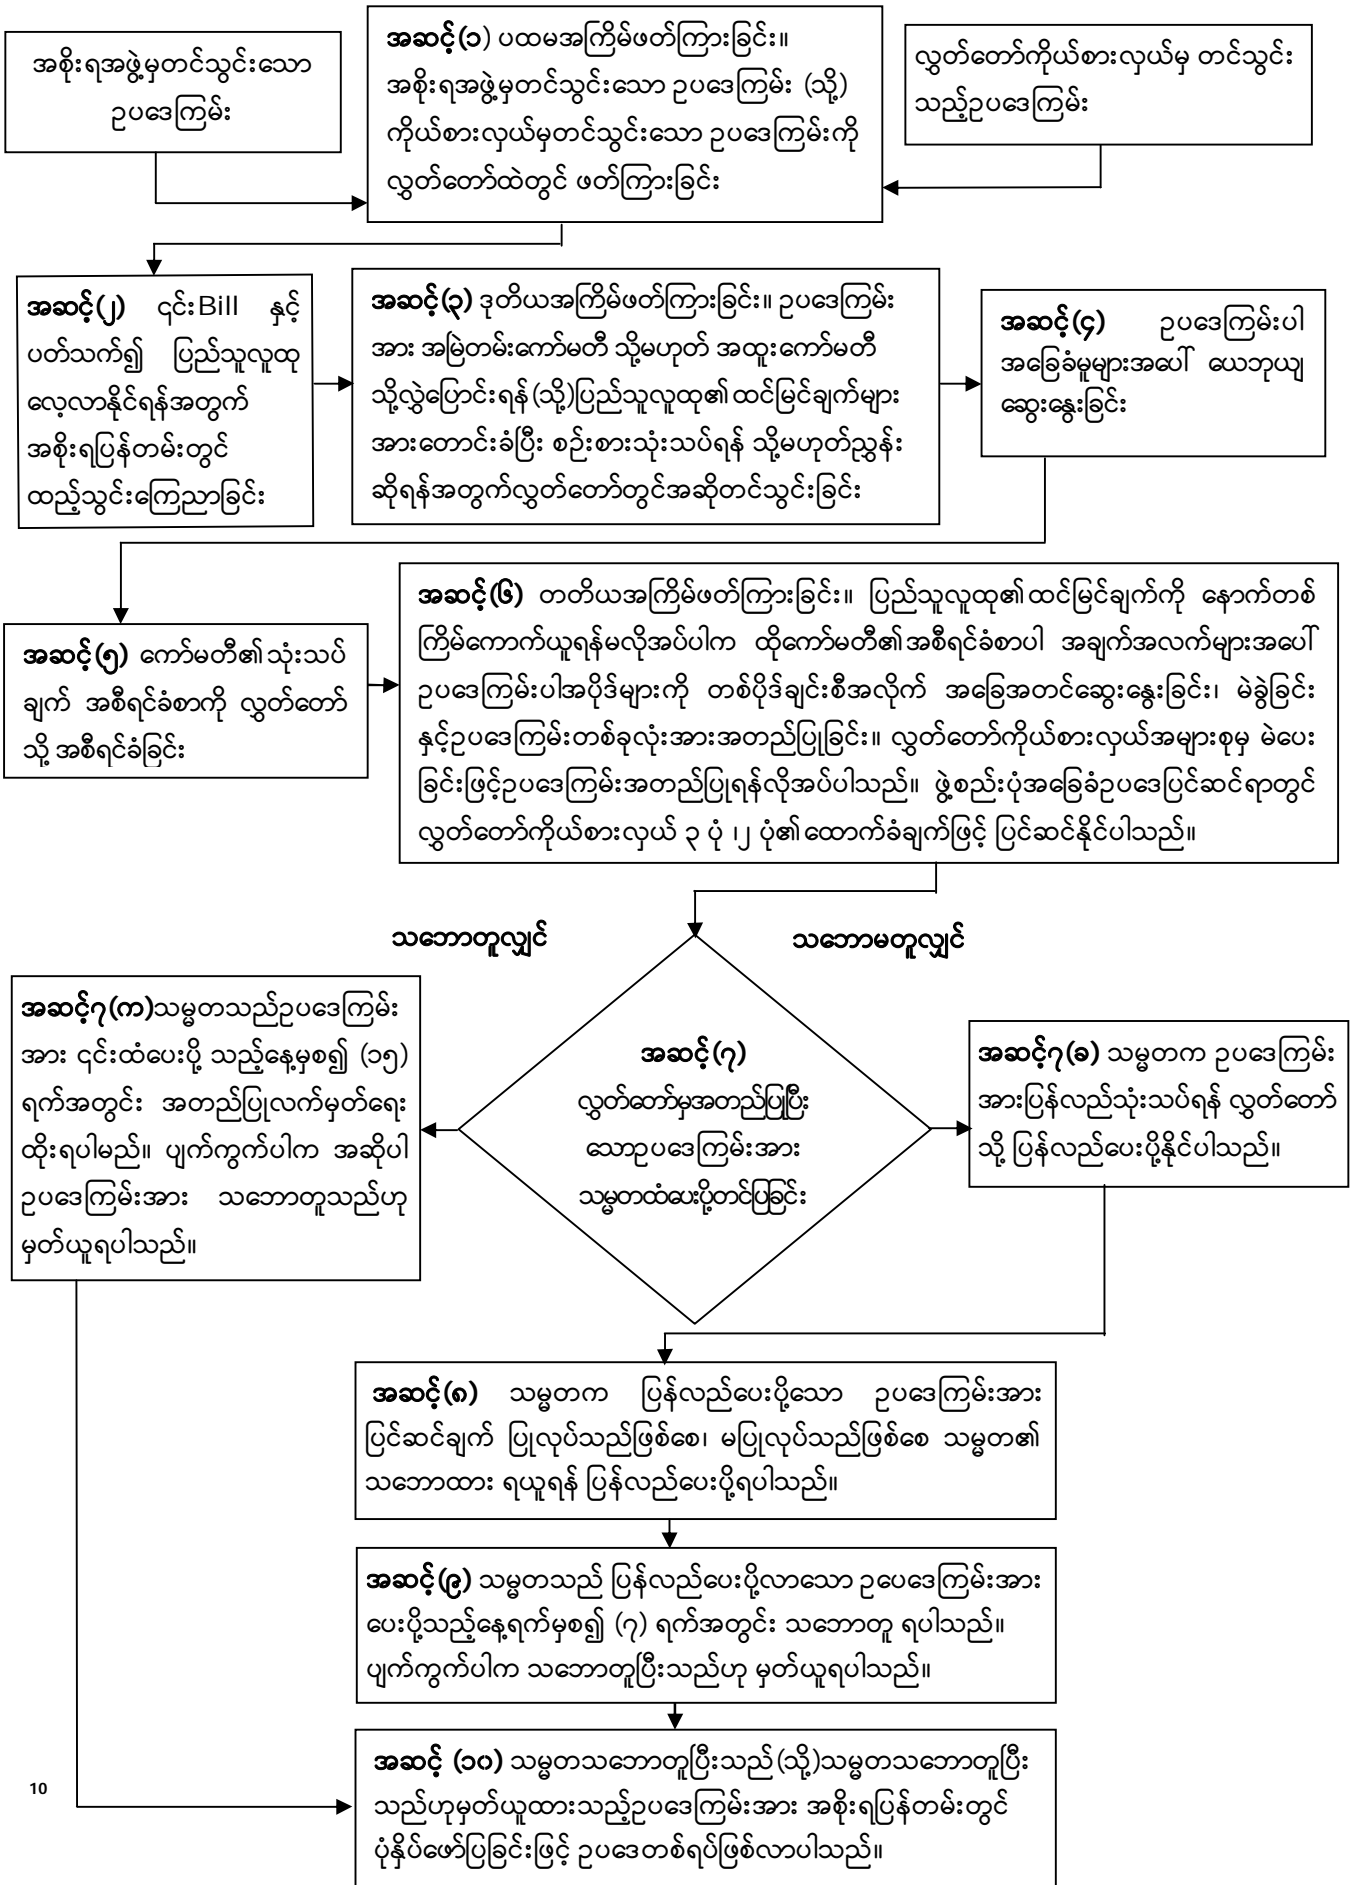 အစိုးရအဖွဲ့မှတင်သွင်းသော
ဥပဒေကြမ်း
အဆင့်(၁) ပထမအကြိမ်ဖတ်ကြားခြင်း။
အစိုးရအဖွဲ့မှတင်သွင်းသော ဥပဒေကြမ်း (သို့)
ကိုယ်စားလှယ်မှတင်သွင်းသော ဥပဒေကြမ်းကို
လွှတ်တော်ထဲတွင် ဖတ်ကြားခြင်း
လွှတ်တော်ကိုယ်စားလှယ်မှ တင်သွင်း
သည့်ဥပဒေကြမ်း
အဆင့်(၂) ၎င်းBill နှင့်
ပတ်သက်၍ ပြည်သူလူထု
လေ့လာနိုင်ရန်အတွက်
အစိုးရပြန်တမ်းတွင်
ထည့်သွင်းကြေညာခြင်း
အဆင့်(၃) ဒုတိယအကြိမ်ဖတ်ကြားခြင်း။ ဥပဒေကြမ်း
အား အမြဲတမ်းကော်မတီ သို့မဟုတ် အထူးကော်မတီ
သို့လွှဲပြောင်းရန်(သို့)ပြည်သူလူထု၏ထင်မြင်ချက်များ
အားတောင်းခံပြီး စဉ်းစားသုံးသပ်ရန် သို့မဟုတ်ညွှန်း
ဆိုရန်အတွက်လွှတ်တော်တွင်အဆိုတင်သွင်းခြင်း
အဆင့်(၄) ဥပဒေကြမ်းပါ
အခြေခံမူများအပေါ် ယေဘုယျ
ဆွေးနွေးခြင်း
အဆင့်(၅) ကော်မတီ၏သုံးသပ်
ချက် အစီရင်ခံစာကို လွှတ်တော်
သို့ အစီရင်ခံခြင်း
အဆင့်(၆) တတိယအကြိမ်ဖတ်ကြားခြင်း။ ပြည်သူလူထု၏ထင်မြင်ချက်ကို နောက်တစ်
ကြိမ်ကောက်ယူရန်မလိုအပ်ပါက ထိုကော်မတီ၏အစီရင်ခံစာပါ အချက်အလက်များအပေါ်
ဥပဒေကြမ်းပါအပိုဒ်များကို တစ်ပိုဒ်ချင်းစီအလိုက် အခြေအတင်ဆွေးနွေးခြင်း၊ မဲခွဲခြင်း
နှင့်ဥပဒေကြမ်းတစ်ခုလုံးအားအတည်ပြုခြင်း။ လွှတ်တော်ကိုယ်စားလှယ်အများစုမှ မဲပေး
ခြင်းဖြင့်ဥပဒေကြမ်းအတည်ပြုရန်လိုအပ်ပါသည်။ ဖွဲ့စည်းပုံအခြေခံဥပဒေပြင်ဆင်ရာတွင်
လွှတ်တော်ကိုယ်စားလှယ် ၃ ပုံ ၊၂ ပုံ၏ထောက်ခံချက်ဖြင့် ပြင်ဆင်နိုင်ပါသည်။
သဘောတူလျှင်
သဘောမတူလျှင်
အဆင့်၇(က)သမ္မတသည်ဥပဒေကြမ်း
အား ၎င်းထံပေးပို့ သည့်နေ့မှစ၍ (၁၅)
ရက်အတွင်း အတည်ပြုလက်မှတ်ရေး
ထိုးရပါမည်။ ပျက်ကွက်ပါက အဆိုပါ
ဥပဒေကြမ်းအား သဘောတူသည်ဟု
မှတ်ယူရပါသည်။
အဆင့်(၇)
လွှတ်တော်မှအတည်ပြုပြီး
သောဥပဒေကြမ်းအား
သမ္မတထံပေးပို့တင်ပြခြင်း
အဆင့်၇(ခ) သမ္မတက ဥပဒေကြမ်း
အားပြန်လည်သုံးသပ်ရန် လွှတ်တော်
သို့ ပြန်လည်ပေးပို့နိုင်ပါသည်။
အဆင့်(၈) သမ္မတက ပြန်လည်ပေးပို့သော ဥပဒေကြမ်းအား
ပြင်ဆင်ချက် ပြုလုပ်သည်ဖြစ်စေ၊ မပြုလုပ်သည်ဖြစ်စေ သမ္မတ၏
သဘောထား ရယူရန် ပြန်လည်ပေးပို့ရပါသည်။
အဆင့်(၉) သမ္မတသည် ပြန်လည်ပေးပို့လာသော ဥပေဒေကြမ်းအား
ပေးပို့သည့်နေ့ရက်မှစ၍ (၇) ရက်အတွင်း သဘောတူ ရပါသည်။
ပျက်ကွက်ပါက သဘောတူပြီးသည်ဟု မှတ်ယူရပါသည်။
အဆင့် (၁၀) သမ္မတသဘောတူပြီးသည်(သို့)သမ္မတသဘောတူပြီး
သည်ဟုမှတ်ယူထားသည့်ဥပဒေကြမ်းအား အစိုးရပြန်တမ်းတွင်
ပုံနှိပ်ဖော်ပြခြင်းဖြင့် ဥပဒေတစ်ရပ်ဖြစ်လာပါသည်။
10